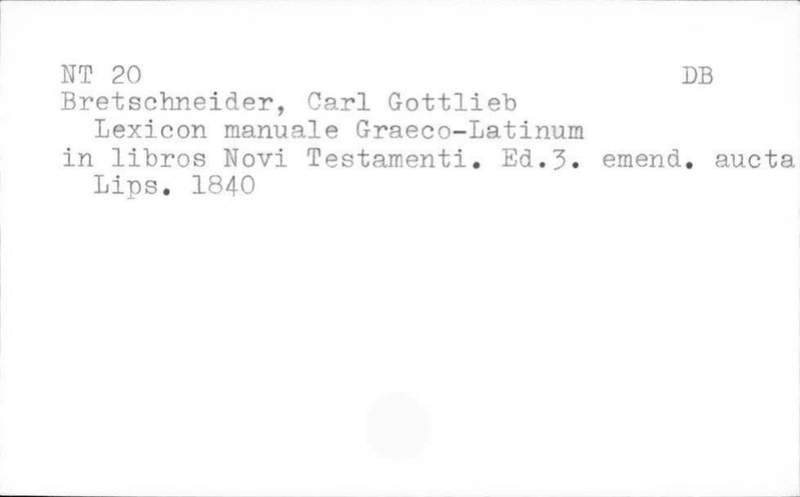 NT 20 DB
Bretschneider, Carl Gottlieb
Lexicon manuale Graeco-Latinum
in libros Novi Testamenti. Ed.3. emend. aucta
Lips. 1840